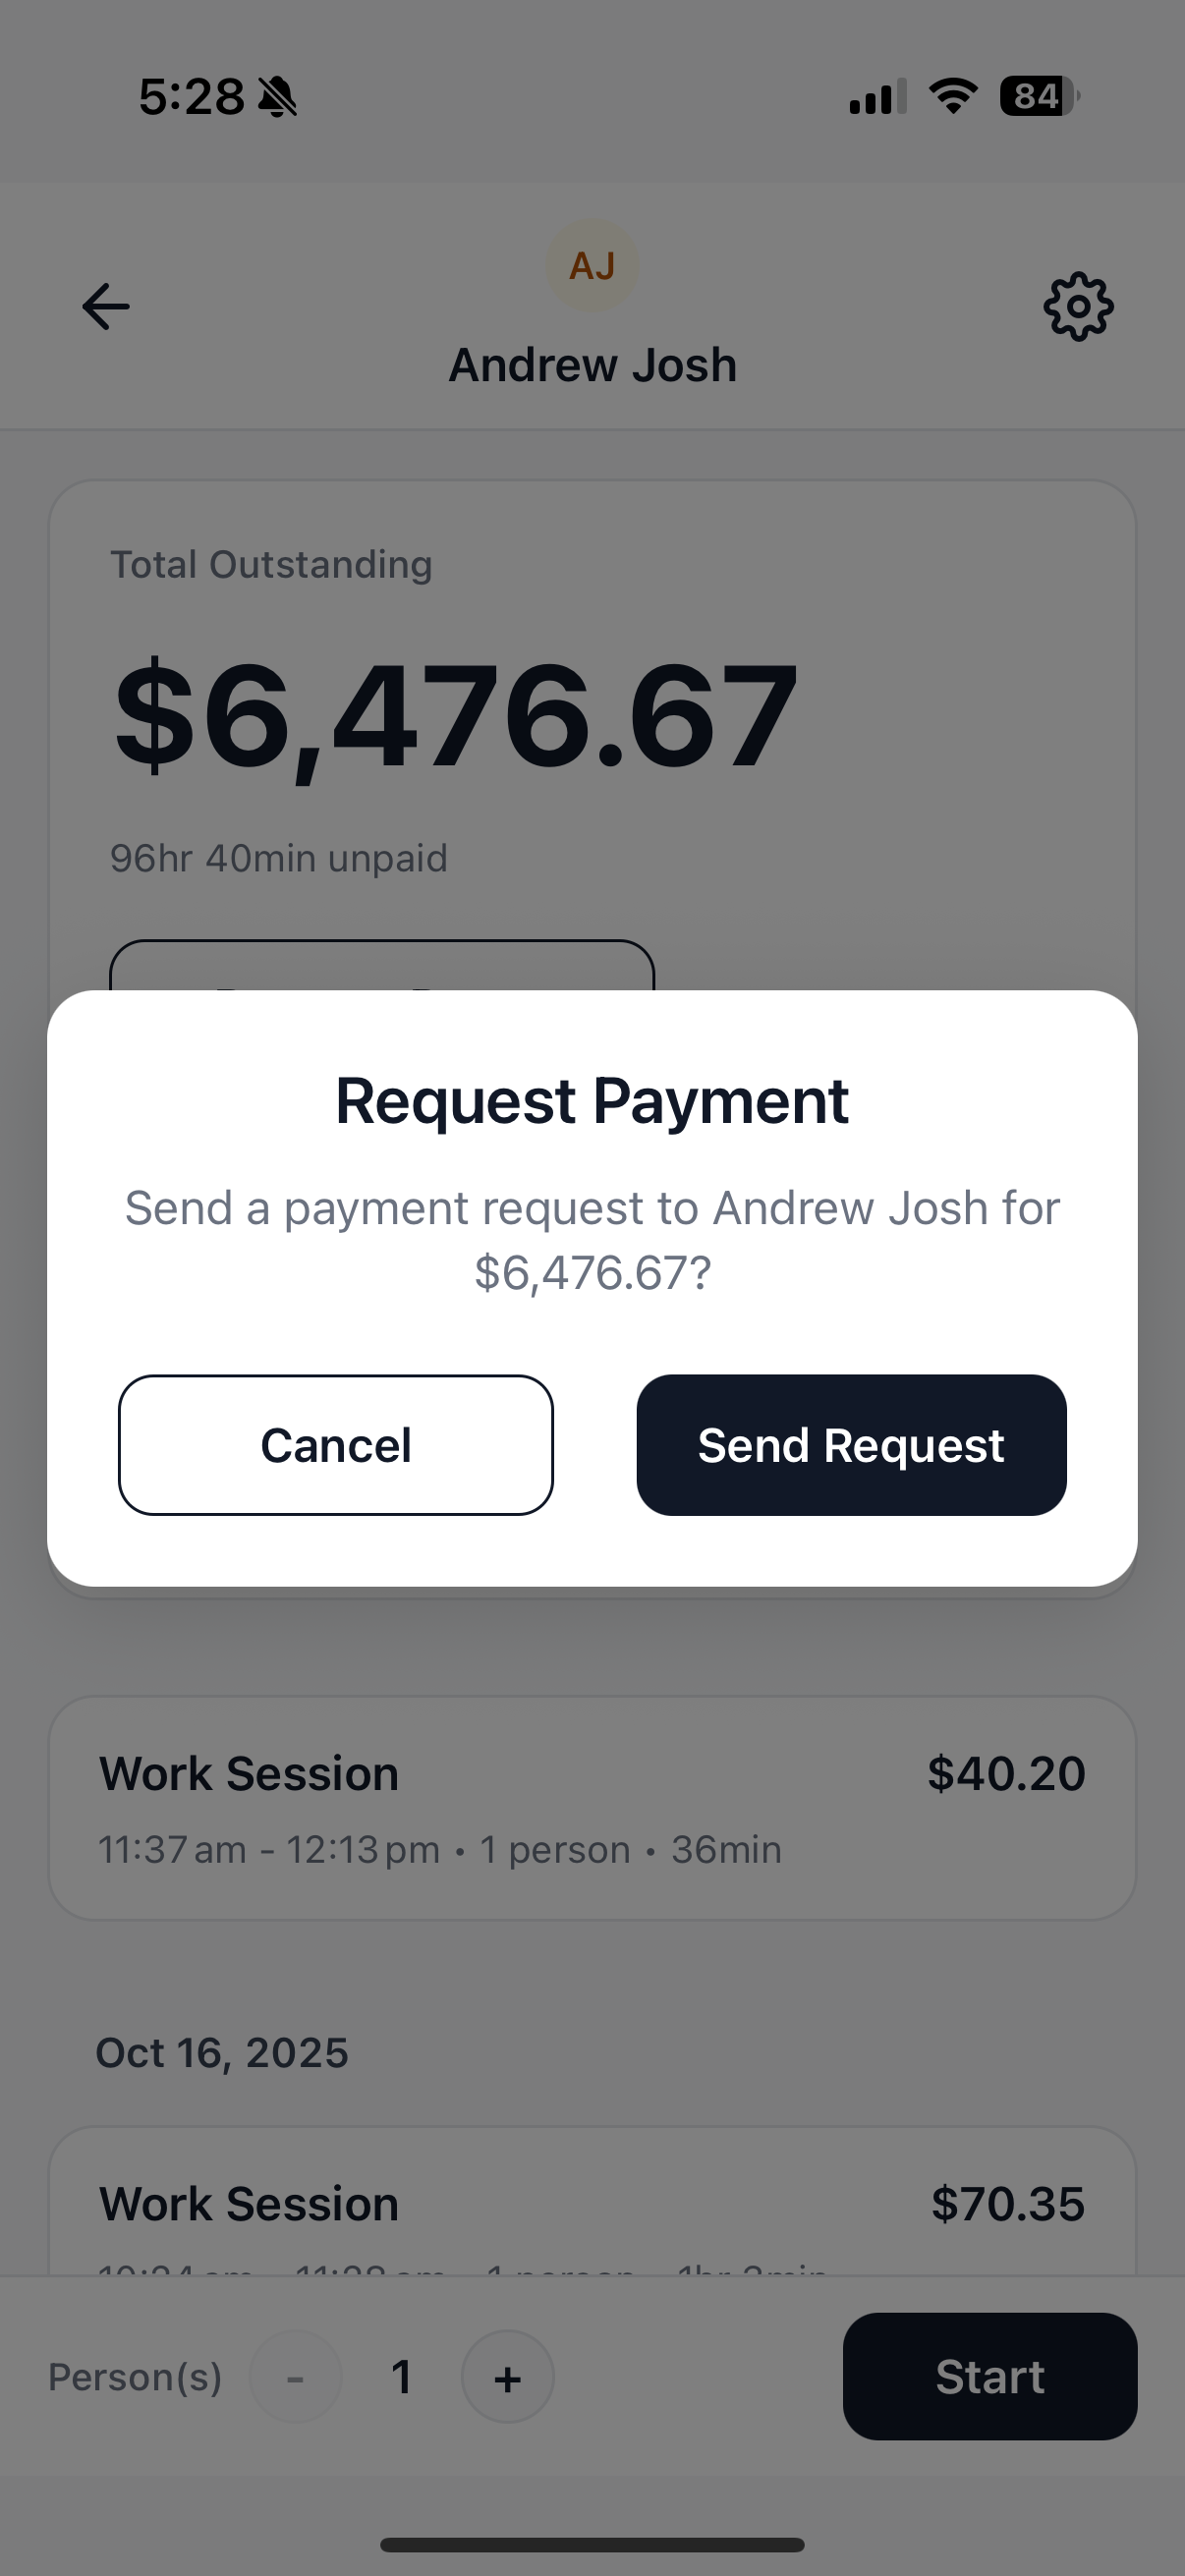 5:28
84
AJ
Andrew Josh
Total Outstanding
$6,476.67
96hr 40min unpaid
Request Payment
Send a payment request to Andrew Josh for
$6,476.67?
Cancel
Send Request
Work Session
$40.20
11:37 am - 12:13 pm • 1 person • 36min
Oct 16, 2025
Work Session
$70.35
Person(s)
-
1
+
Start